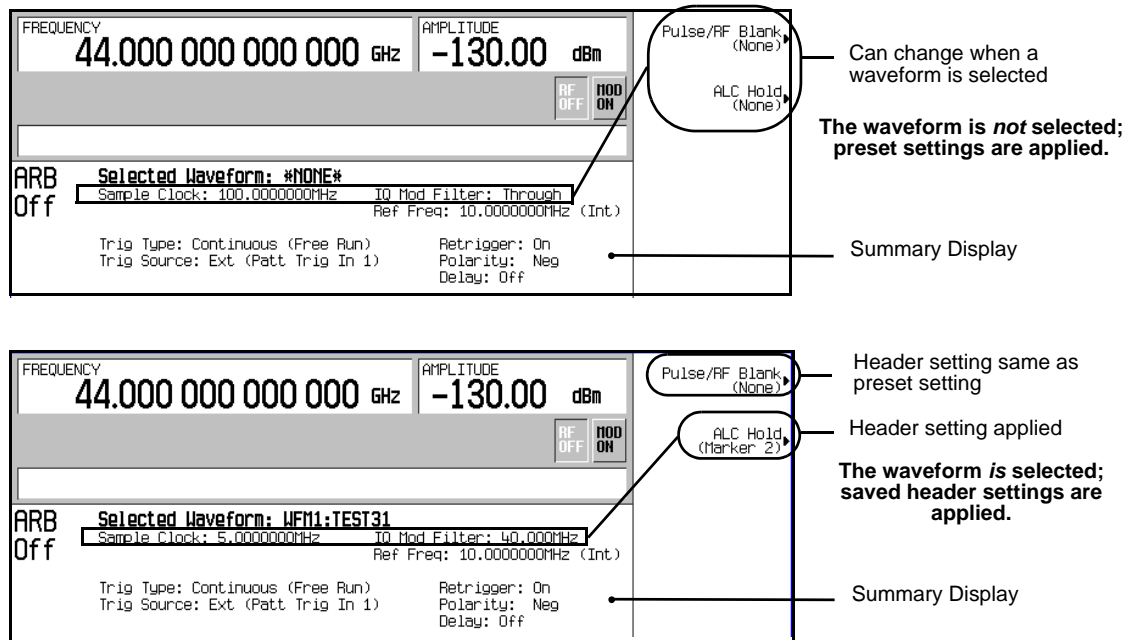 FREQUENCY
44.000 000 000 000 GHz
AMPLITUDE
-130.00 dBm
RF OFF
MOD ON
Pulse/RF Blank
(None)
ALC Hold
(None)
Can change when a
waveform is selected
The waveform is not selected;
preset settings are applied.
ARB
Off
Selected Waveform: *NONE*
Sample Clock: 100.0000000MHz IQ Mod Filter: Through
Ref Freq: 10.0000000MHz (Int)
Trig Type: Continuous (Free Run) Retrigger: On
Trig Source: Ext (Patt Trig In 1) Polarity: Neg
Delay: Off
Summary Display
FREQUENCY
44.000 000 000 000 GHz
AMPLITUDE
-130.00 dBm
RF OFF
MOD ON
Pulse/RF Blank
(None)
ALC Hold
(Marker 2)
Header setting same as
preset setting
Header setting applied
The waveform is selected;
saved header settings are
applied.
ARB
Off
Selected Waveform: WFM1:TEST31
Sample Clock: 5.0000000MHz IQ Mod Filter: 40.000MHz
Ref Freq: 10.0000000MHz (Int)
Trig Type: Continuous (Free Run) Retrigger: On
Trig Source: Ext (Patt Trig In 1) Polarity: Neg
Delay: Off
Summary Display